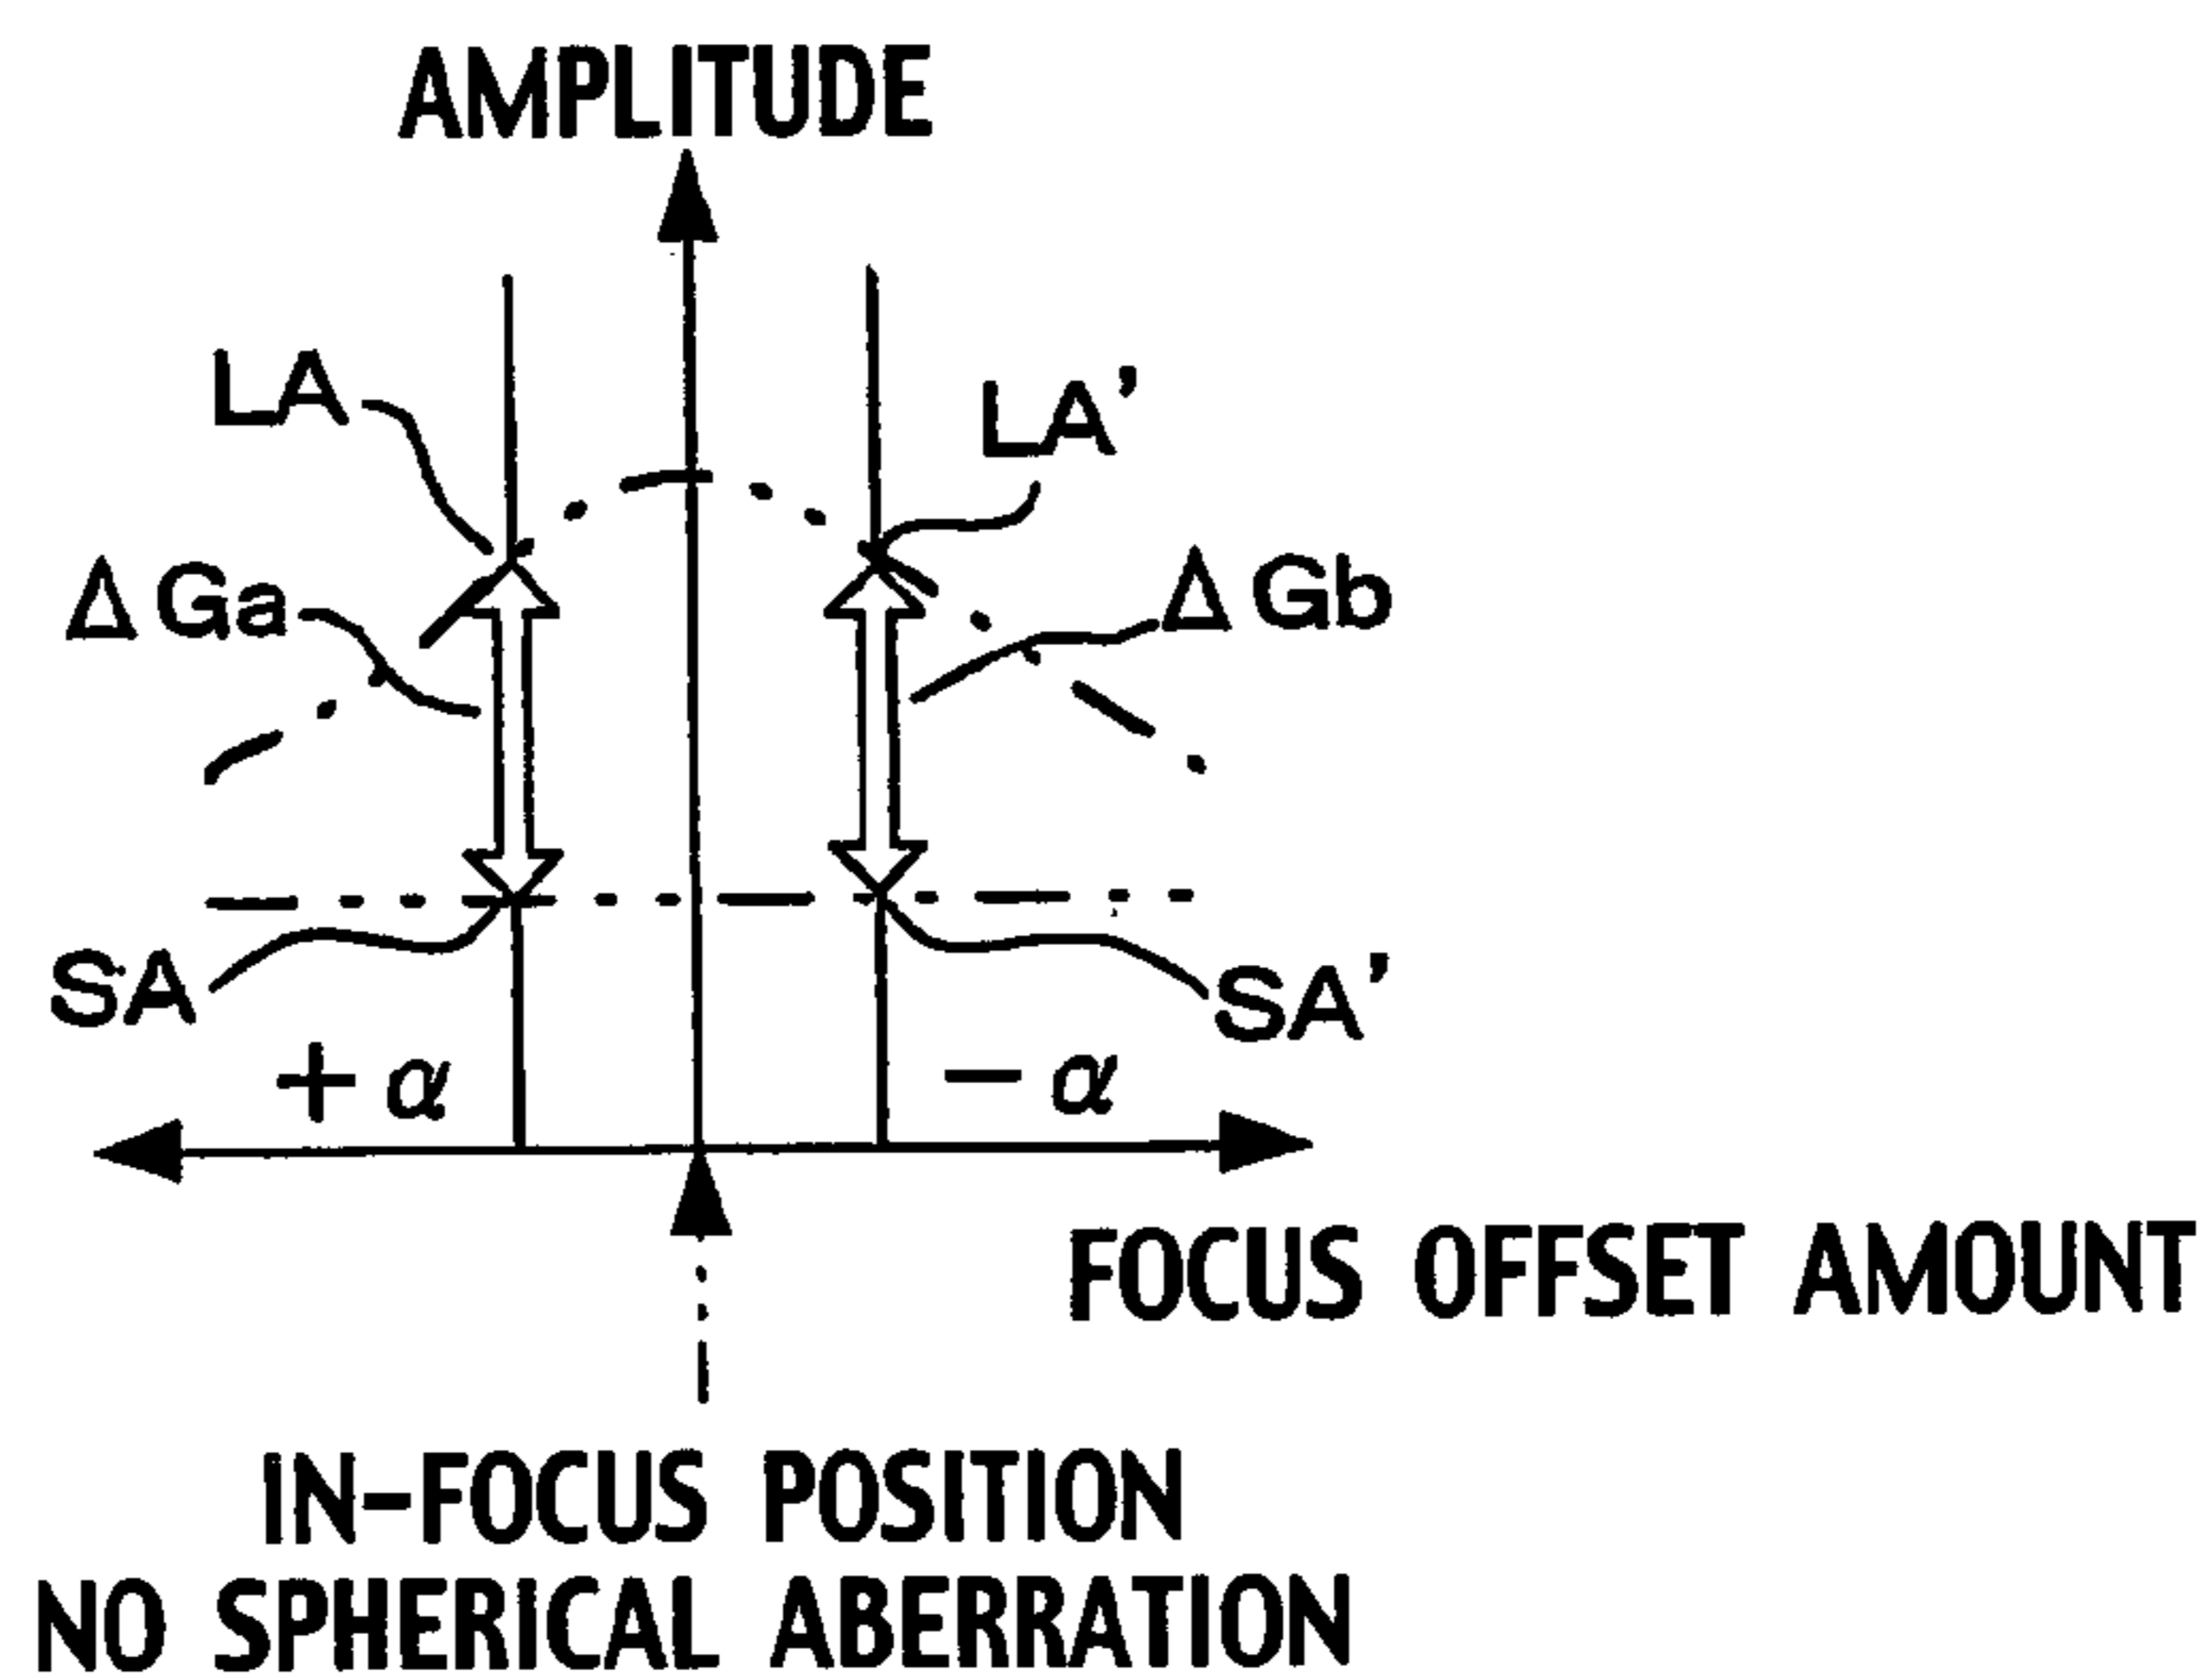 AMPLITUDE
LA
LA'
ΔGa
ΔGb
SA
SA'
+α
−α
FOCUS OFFSET AMOUNT
IN-FOCUS POSITION
NO SPHERICAL ABERRATION